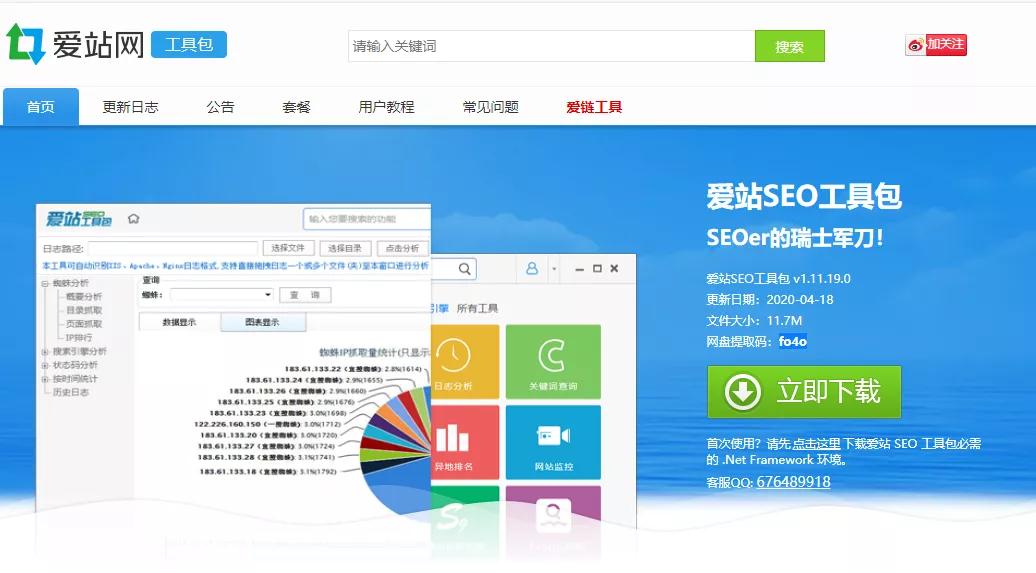 爱站网 工具包
请输入关键词 搜索
加关注
首页 更新日志 公告 套餐 用户教程 常见问题 爱链工具
爱站SEO工具包
SEOer的瑞士军刀!
爱站SEO工具包 v1.11.19.0
更新日期: 2020-04-18
文件大小: 11.7M
网盘提取码: fo4o
立即下载
首次使用? 请先 点击这里 下载爱站 SEO 工具包必需
的 .Net Framework 环境。
客服QQ: 676489918
爱站工具包
输入您要搜索的功能
日志路径: 选择文件 选择目录 点击分析
本工具可自动识别IIS、Apache、Nginx日志格式,支持直接拖拽日志一个或多个文件(夹)至本窗口进行分析
蜘蛛分析
概要分析
目录抓取
页面抓取
IP排行
搜索引擎分析
状态码分析
按时间统计
历史日志
查询
蜘蛛: 查 询
数据显示 图表显示
蜘蛛IP抓取量统计(只显示
183.61.133.22 (宜搜蜘蛛): 2.8%(1614)
183.61.133.24 (宜搜蜘蛛): 2.9%(1655)
183.61.133.26 (宜搜蜘蛛): 2.9%(1660)
183.61.133.25 (宜搜蜘蛛): 2.9%(1676)
183.61.133.23 (宜搜蜘蛛): 3.0%(1698)
122.226.160.150 (一搜蜘蛛): 3.0%(1712)
183.61.133.20 (宜搜蜘蛛): 3.0%(1720)
183.61.133.27 (宜搜蜘蛛): 3.0%(1724)
183.61.133.28 (宜搜蜘蛛): 3.1%(1741)
183.61.133.18 (宜搜蜘蛛): 3.1%(1792)
引擎 所有工具
日志分析 关键词查询
异地排名 网站监控